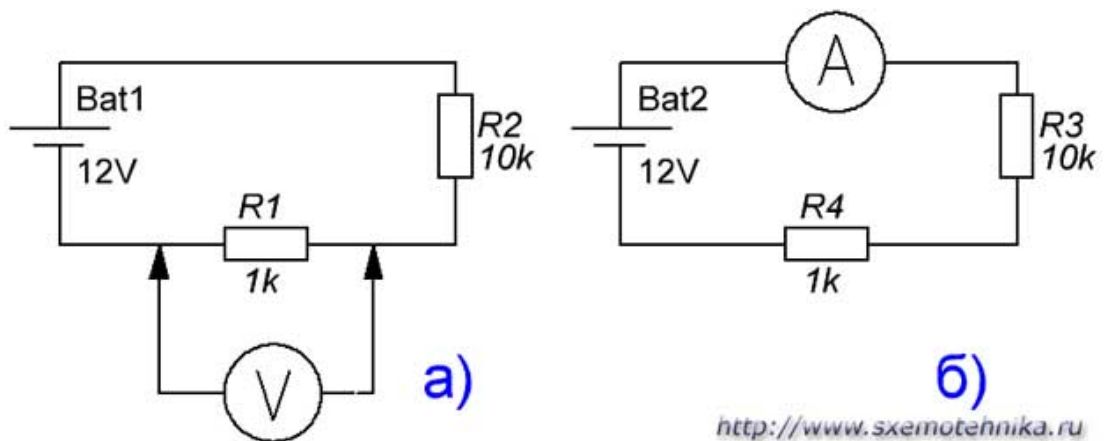 Bat1
12V
R2
10k
R1
1k
V
а)
A
Bat2
12V
R3
10k
R4
1k
б)
http://www.sxemotehnika.ru